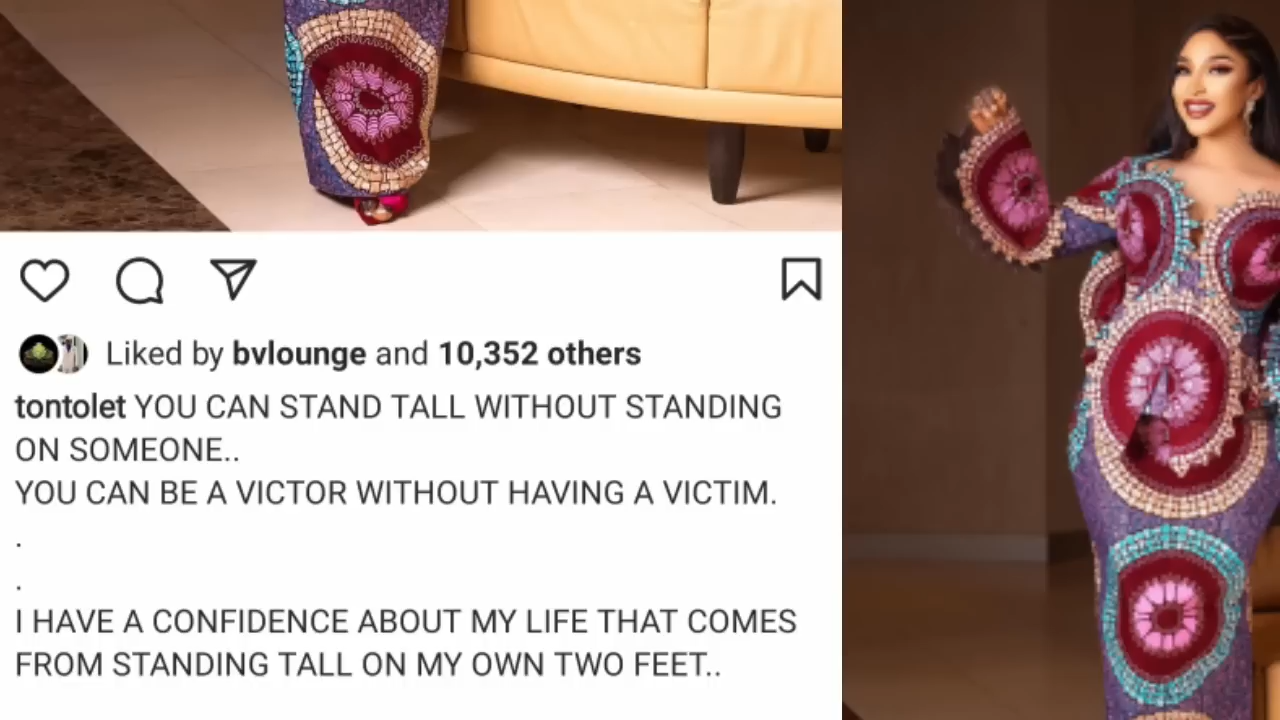 Liked by bvlounge and 10,352 others
tontolet YOU CAN STAND TALL WITHOUT STANDING
ON SOMEONE..
YOU CAN BE A VICTOR WITHOUT HAVING A VICTIM.
.
.
I HAVE A CONFIDENCE ABOUT MY LIFE THAT COMES
FROM STANDING TALL ON MY OWN TWO FEET..